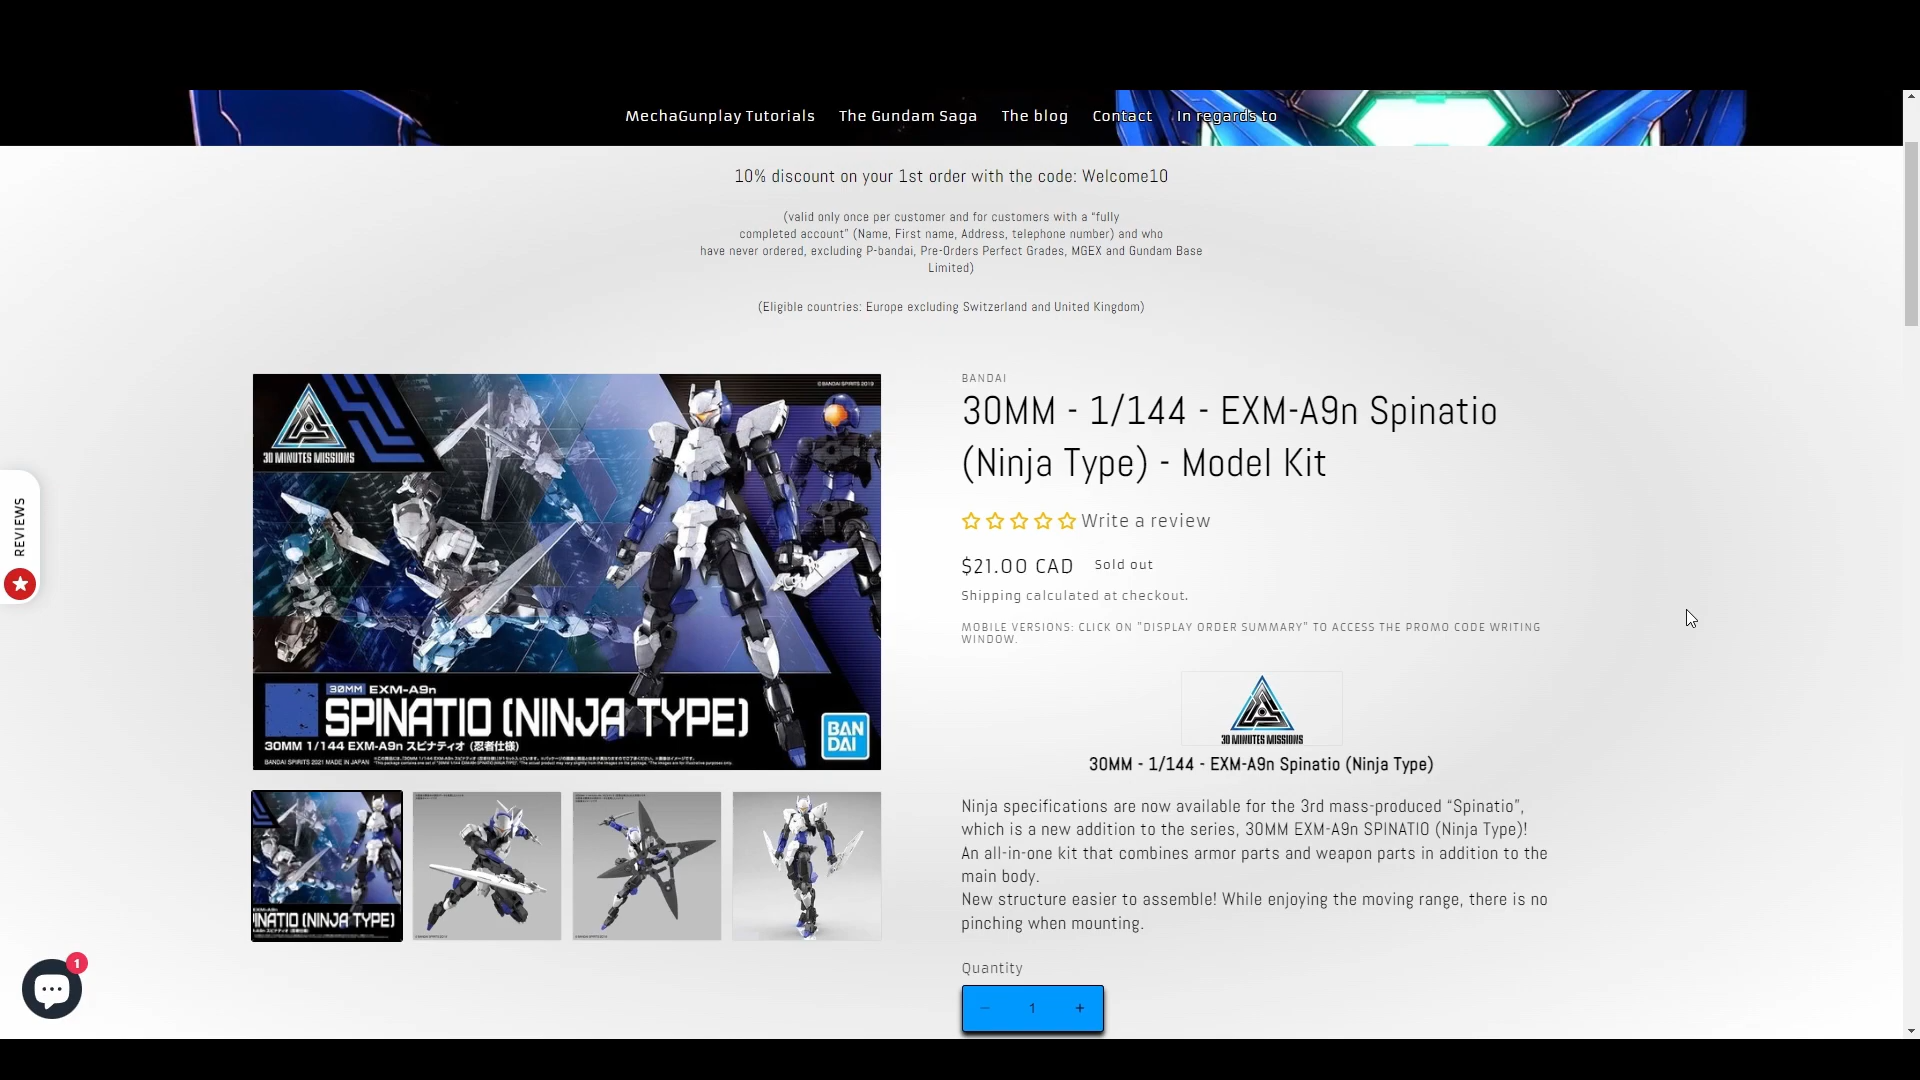 MechaGunplay Tutorials The Gundam Saga The blog Contact In regards to
10% discount on your 1st order with the code: Welcome10
(valid only once per customer and for customers with a “fully
completed account” (Name, First name, Address, telephone number) and who
have never ordered, excluding P-bandai, Pre-Orders Perfect Grades, MGEX and Gundam Base
Limited)
(Eligible countries: Europe excluding Switzerland and United Kingdom)
©BANDAI SPIRITS 2019
30 MINUTES MISSIONS
30MM EXM-A9n
SPINATIO (NINJA TYPE)
30MM 1/144 EXM-A9n スピナティオ (忍者仕様)
BANDAI SPIRITS 2021 MADE IN JAPAN
BAN
DAI
BANDAI
30MM - 1/144 - EXM-A9n Spinatio
(Ninja Type) - Model Kit
Write a review
$21.00 CAD Sold out
Shipping calculated at checkout.
MOBILE VERSIONS: CLICK ON "DISPLAY ORDER SUMMARY" TO ACCESS THE PROMO CODE WRITING
WINDOW.
30 MINUTES MISSIONS
30MM - 1/144 - EXM-A9n Spinatio (Ninja Type)
Ninja specifications are now available for the 3rd mass-produced “Spinatio”,
which is a new addition to the series, 30MM EXM-A9n SPINATIO (Ninja Type)!
An all-in-one kit that combines armor parts and weapon parts in addition to the
main body.
New structure easier to assemble! While enjoying the moving range, there is no
pinching when mounting.
Quantity
1
REVIEWS
INATIO (NINJA TYPE)
1